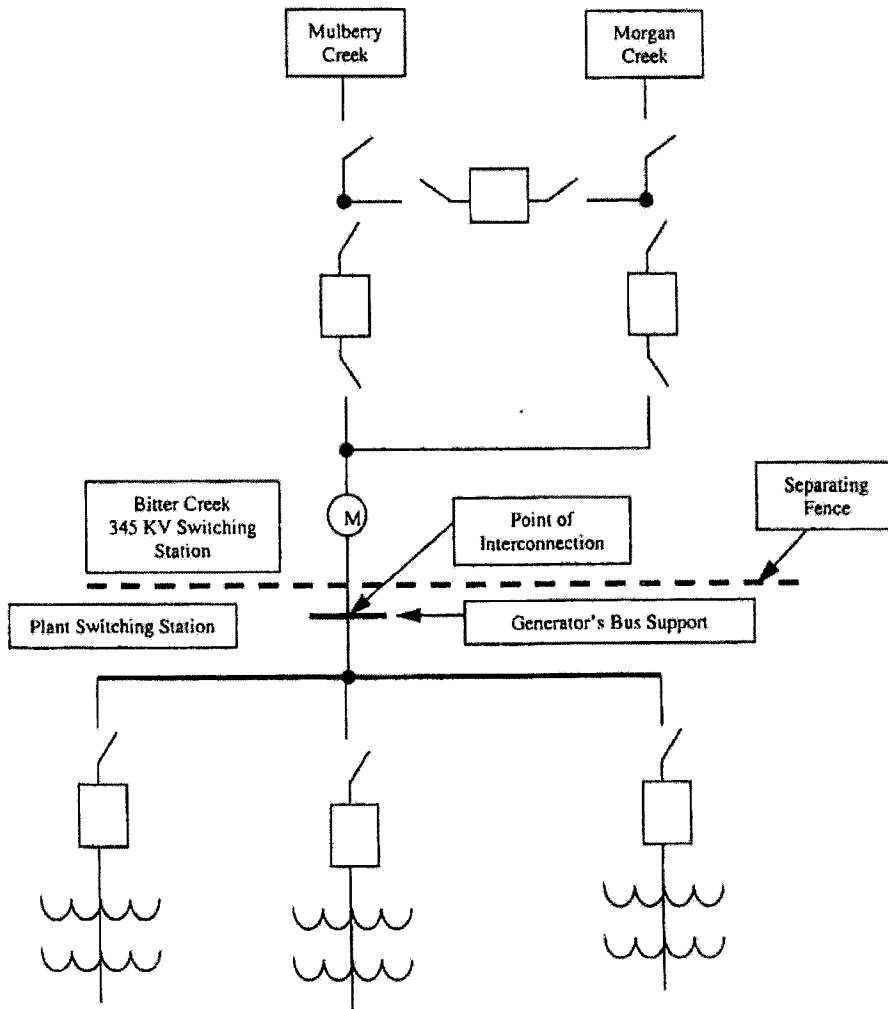 Mulberry
Creek
Morgan
Creek
M
Bitter Creek
345 KV Switching
Station
Point of
Interconnection
Separating
Fence
Plant Switching Station
Generator's Bus Support